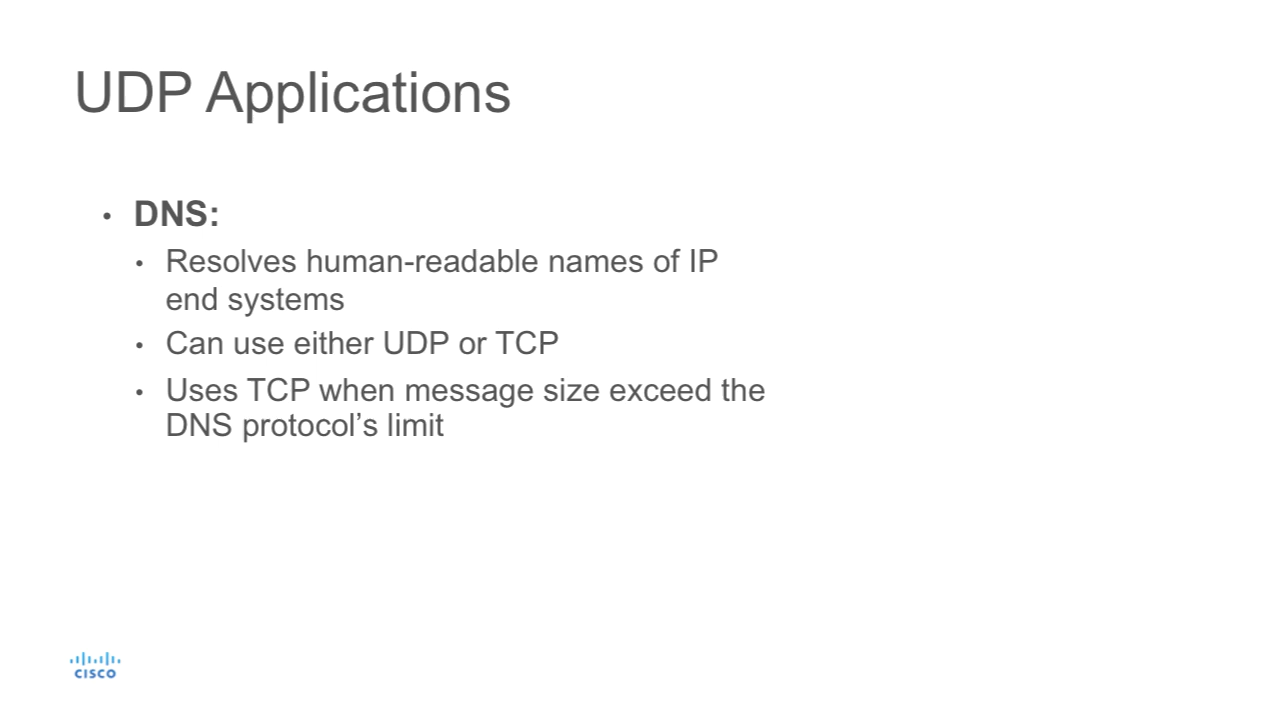 UDP Applications
• DNS:
• Resolves human-readable names of IP
end systems
• Can use either UDP or TCP
• Uses TCP when message size exceed the
DNS protocol’s limit
CISCO